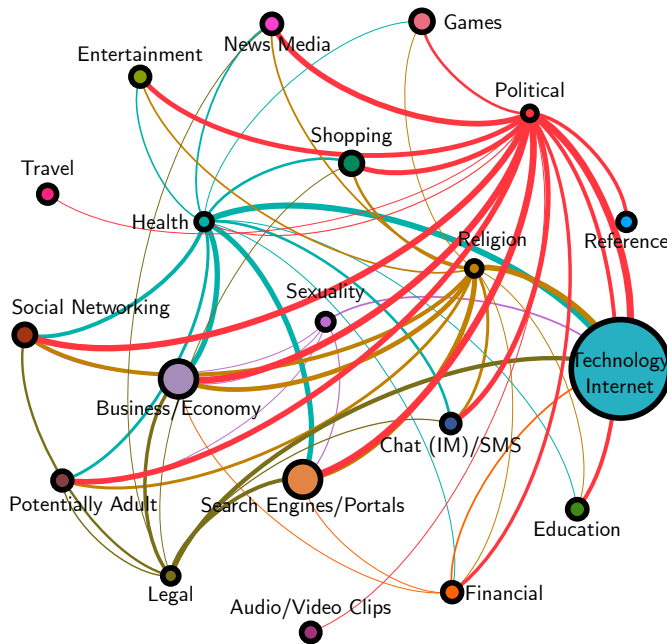 Games
News Media
Entertainment
Political
Shopping
Travel
Health
Reference
Religion
Sexuality
Social Networking
Technology
Internet
Business/Economy
Chat (IM)/SMS
Potentially Adult
Search Engines/Portals
Education
Legal
Financial
Audio/Video Clips